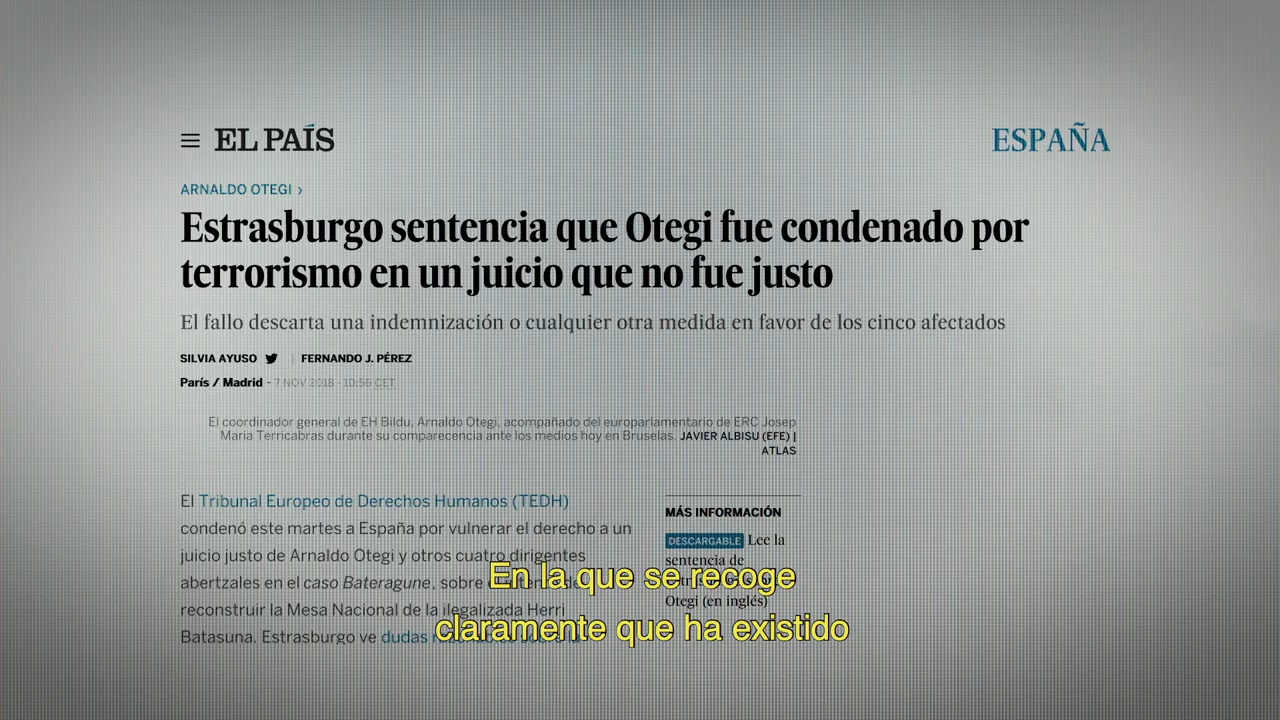 EL PAÍS
ESPAÑA
ARNALDO OTEGI ›
Estrasburgo sentencia que Otegi fue condenado por
terrorismo en un juicio que no fue justo
El fallo descarta una indemnización o cualquier otra medida en favor de los cinco afectados
SILVIA AYUSO | FERNANDO J. PÉREZ
París / Madrid - 7 NOV 2018 - 10:56 CET
El coordinador general de EH Bildu, Arnaldo Otegi, acompañado del europarlamentario de ERC Josep
Maria Terricabras durante su comparecencia ante los medios hoy en Bruselas. JAVIER ALBISU (EFE) |
ATLAS
El Tribunal Europeo de Derechos Humanos (TEDH)
condenó este martes a España por vulnerar el derecho a un
juicio justo de Arnaldo Otegi y otros cuatro dirigentes
abertzales en el caso Bateragune, sobre
reconstruir la Mesa Nacional de la ilegalizada Herri
Batasuna. Estrasburgo ve dudas
MÁS INFORMACIÓN
DESCARGABLE Lee la
sentencia de
Otegi (en inglés)
En la que se recoge
claramente que ha existido